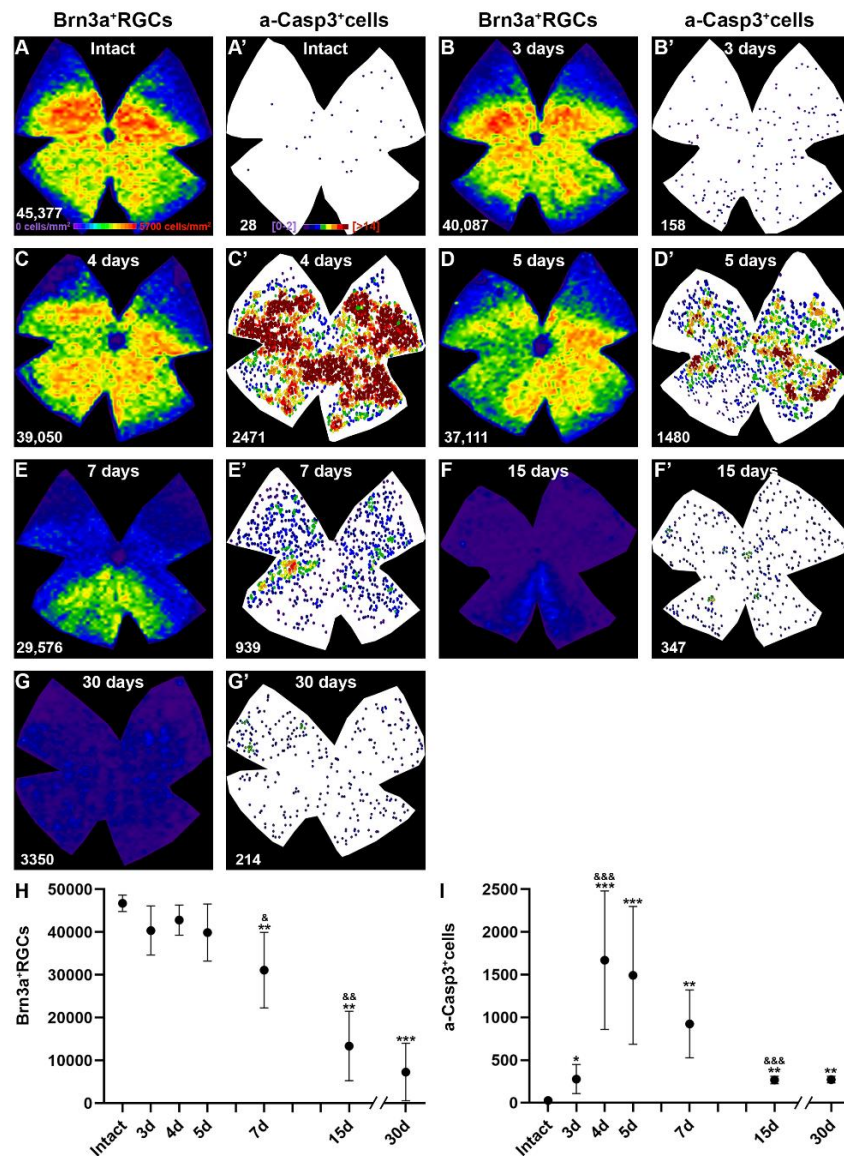 Brn3a⁺RGCs a-Casp3⁺cells Brn3a⁺RGCs a-Casp3⁺cells
A Intact A' Intact B 3 days B' 3 days
45,377 28 40,087 158
0 cells/mm² 5700 cells/mm² [0-2] [>14]
C 4 days C' 4 days D 5 days D' 5 days
39,050 2471 37,111 1480
E 7 days E' 7 days F 15 days F' 15 days
29,576 939 347
G 30 days G' 30 days
3350 214
H
Brn3a⁺RGCs
50000
40000
30000
20000
10000
0
&
**
&&
**
***
Intact 3d 4d 5d 7d 15d 30d
I
a-Casp3⁺cells
2500
2000
1500
1000
500
0
*
&&&
***
***
**
&&&
**
**
Intact 3d 4d 5d 7d 15d 30d